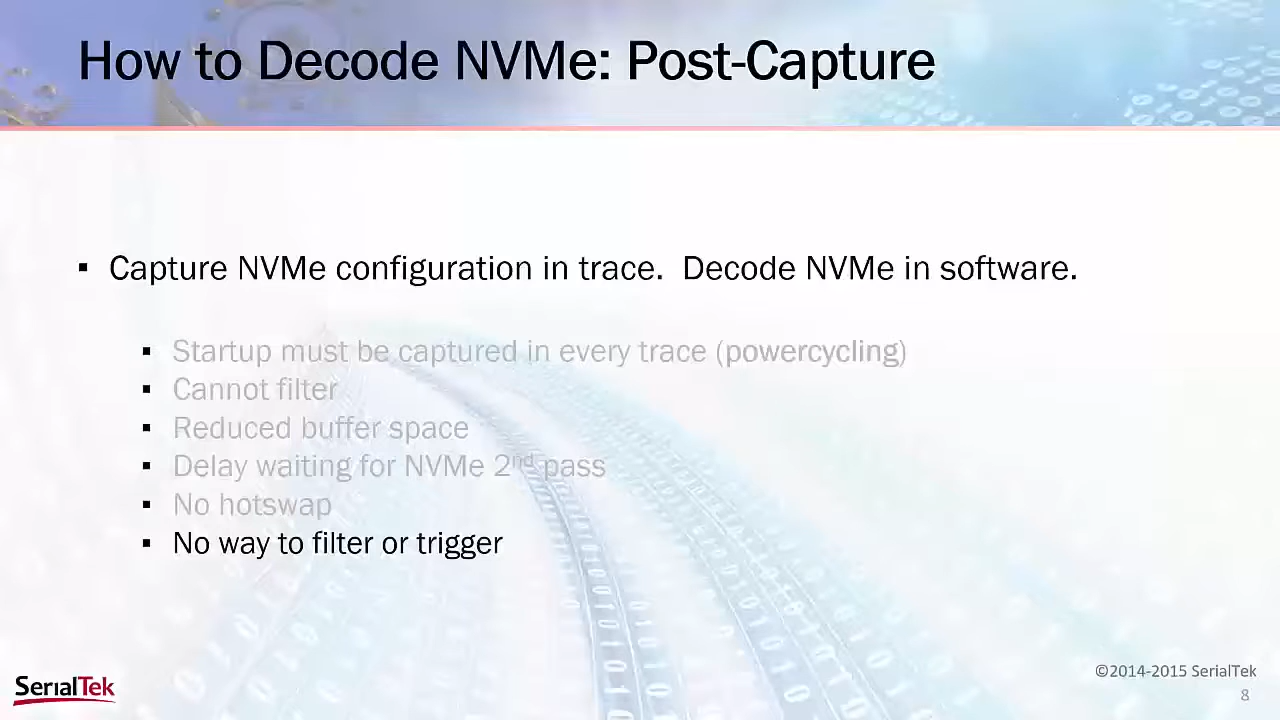 How to Decode NVMe: Post-Capture
▪ Capture NVMe configuration in trace.  Decode NVMe in software.
▪ Startup must be captured in every trace (powercycling)
▪ Cannot filter
▪ Reduced buffer space
▪ Delay waiting for NVMe 2nd pass
▪ No hotswap
▪ No way to filter or trigger
SerialTek
©2014-2015 SerialTek
8